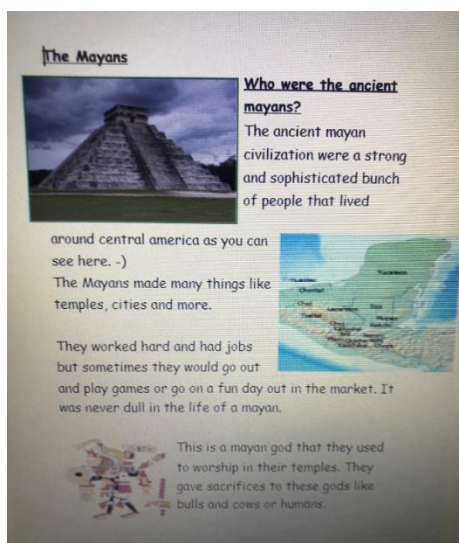 The Mayans
Who were the ancient
mayans?
The ancient mayan
civilization were a strong
and sophisticated bunch
of people that lived
around central america as you can
see here. -)
The Mayans made many things like
temples, cities and more.
They worked hard and had jobs
but sometimes they would go out
and play games or go on a fun day out in the market. It
was never dull in the life of a mayan.
This is a mayan god that they used
to worship in their temples. They
gave sacrifices to these gods like
bulls and cows or humans.